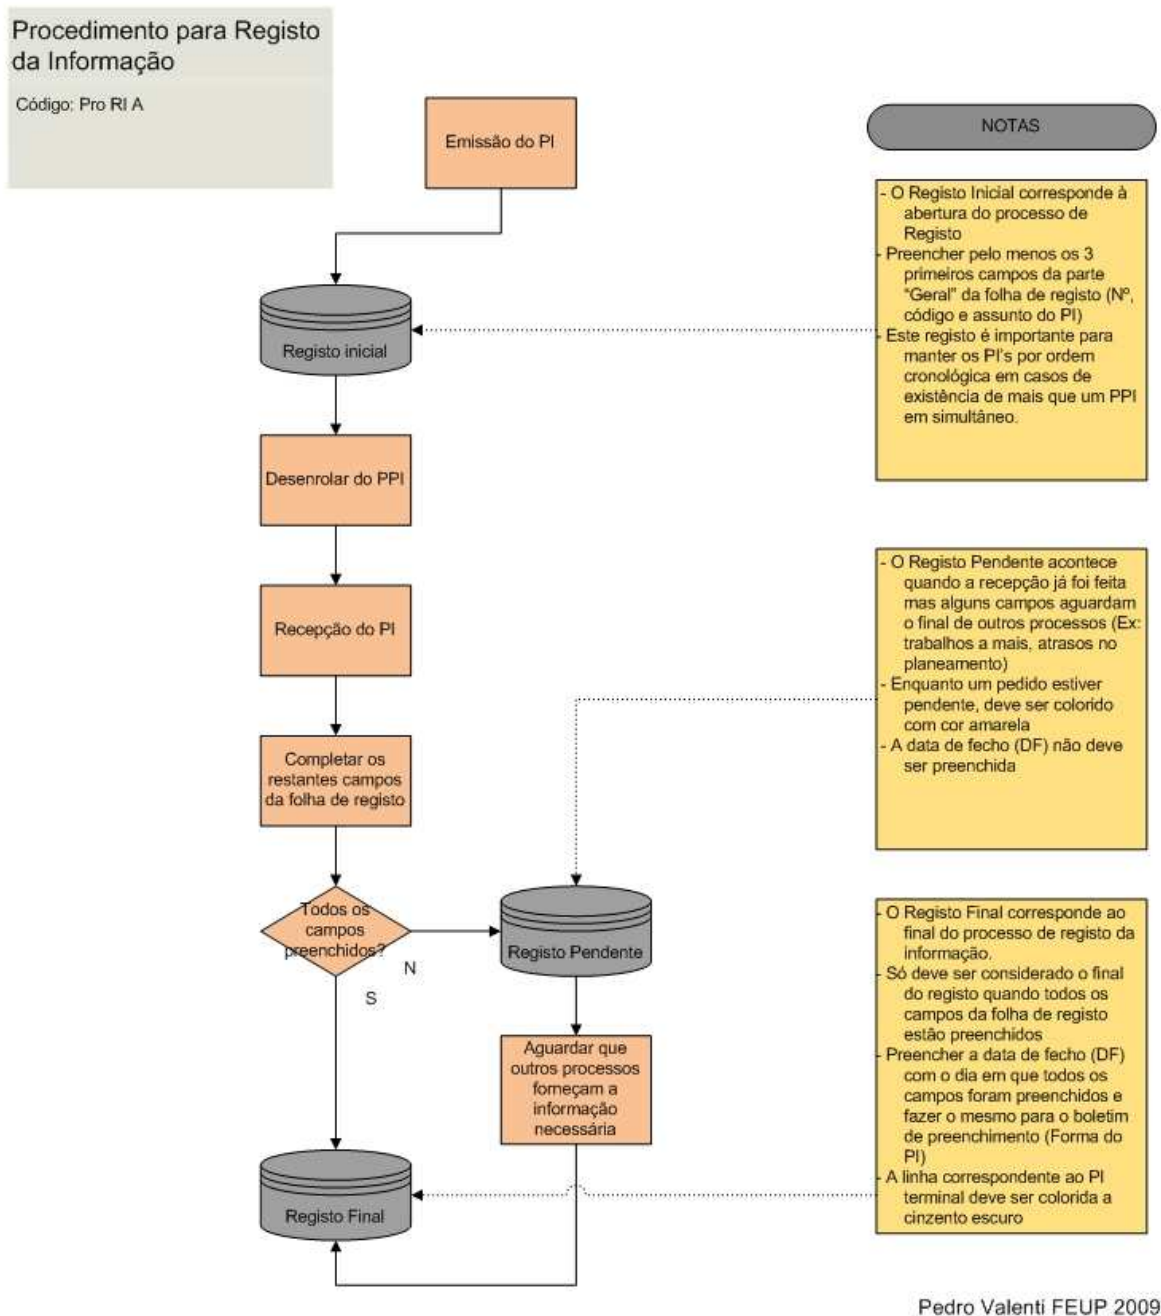 Procedimento para Registo
da Informação
Código: Pro RI A
Emissão do PI
Registo inicial
Desenrolar do PPI
Recepção do PI
Completar os
restantes campos
da folha de registo
Todos os
campos
preenchidos?
N
S
Registo Pendente
Aguardar que
outros processos
forneçam a
informação
necessária
Registo Final
NOTAS
- O Registo Inicial corresponde à
abertura do processo de
Registo
- Preencher pelo menos os 3
primeiros campos da parte
“Geral” da folha de registo (Nº,
código e assunto do PI)
- Este registo é importante para
manter os PI’s por ordem
cronológica em casos de
existência de mais que um PPI
em simultâneo.
- O Registo Pendente acontece
quando a recepção já foi feita
mas alguns campos aguardam
o final de outros processos (Ex:
trabalhos a mais, atrasos no
planeamento)
- Enquanto um pedido estiver
pendente, deve ser colorido
com cor amarela
- A data de fecho (DF) não deve
ser preenchida
- O Registo Final corresponde ao
final do processo de registo da
informação.
- Só deve ser considerado o final
do registo quando todos os
campos da folha de registo
estão preenchidos
- Preencher a data de fecho (DF)
com o dia em que todos os
campos foram preenchidos e
fazer o mesmo para o boletim
de preenchimento (Forma do
PI)
- A linha correspondente ao PI
terminal deve ser colorida a
cinzento escuro
Pedro Valenti FEUP 2009